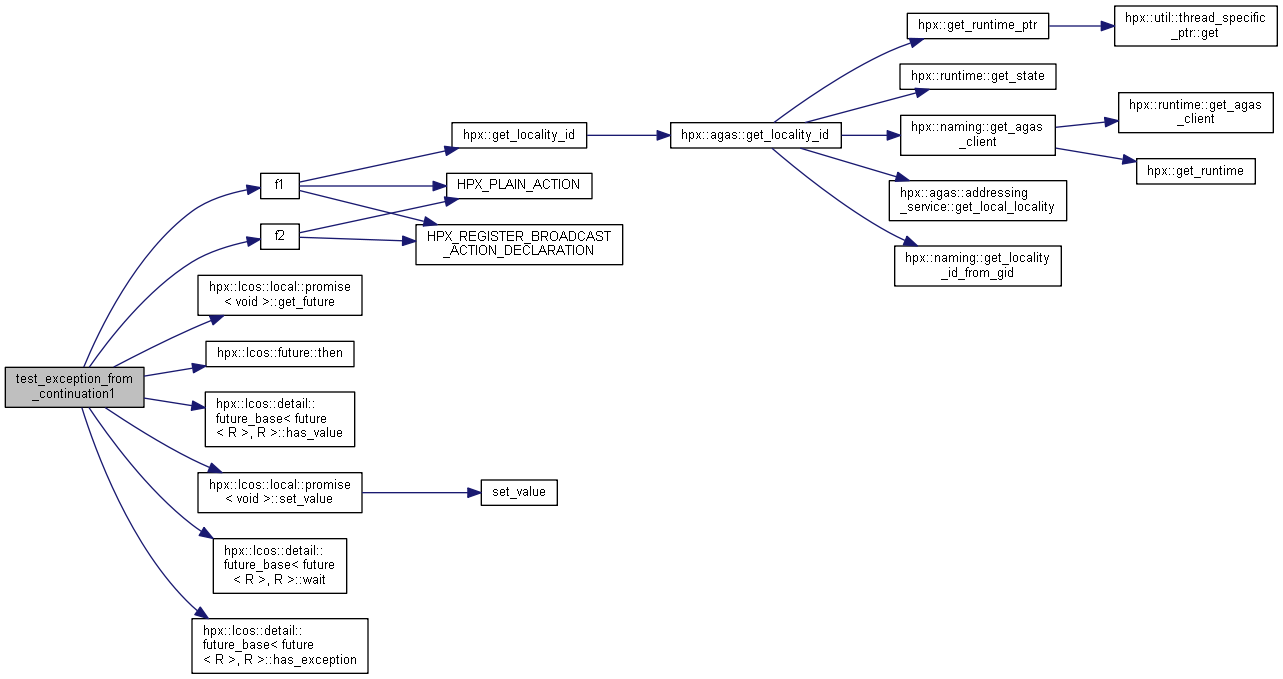 hpx::util::thread_specific
_ptr::get
hpx::get_runtime_ptr
hpx::runtime::get_state
hpx::runtime::get_agas
_client
hpx::get_locality_id
hpx::agas::get_locality_id
hpx::naming::get_agas
_client
hpx::get_runtime
f1
HPX_PLAIN_ACTION
hpx::agas::addressing
_service::get_local_locality
f2
HPX_REGISTER_BROADCAST
_ACTION_DECLARATION
hpx::naming::get_locality
_id_from_gid
hpx::lcos::local::promise
< void >::get_future
hpx::lcos::future::then
test_exception_from
_continuation1
hpx::lcos::detail::
future_base< future
< R >, R >::has_value
hpx::lcos::local::promise
< void >::set_value
set_value
hpx::lcos::detail::
future_base< future
< R >, R >::wait
hpx::lcos::detail::
future_base< future
< R >, R >::has_exception